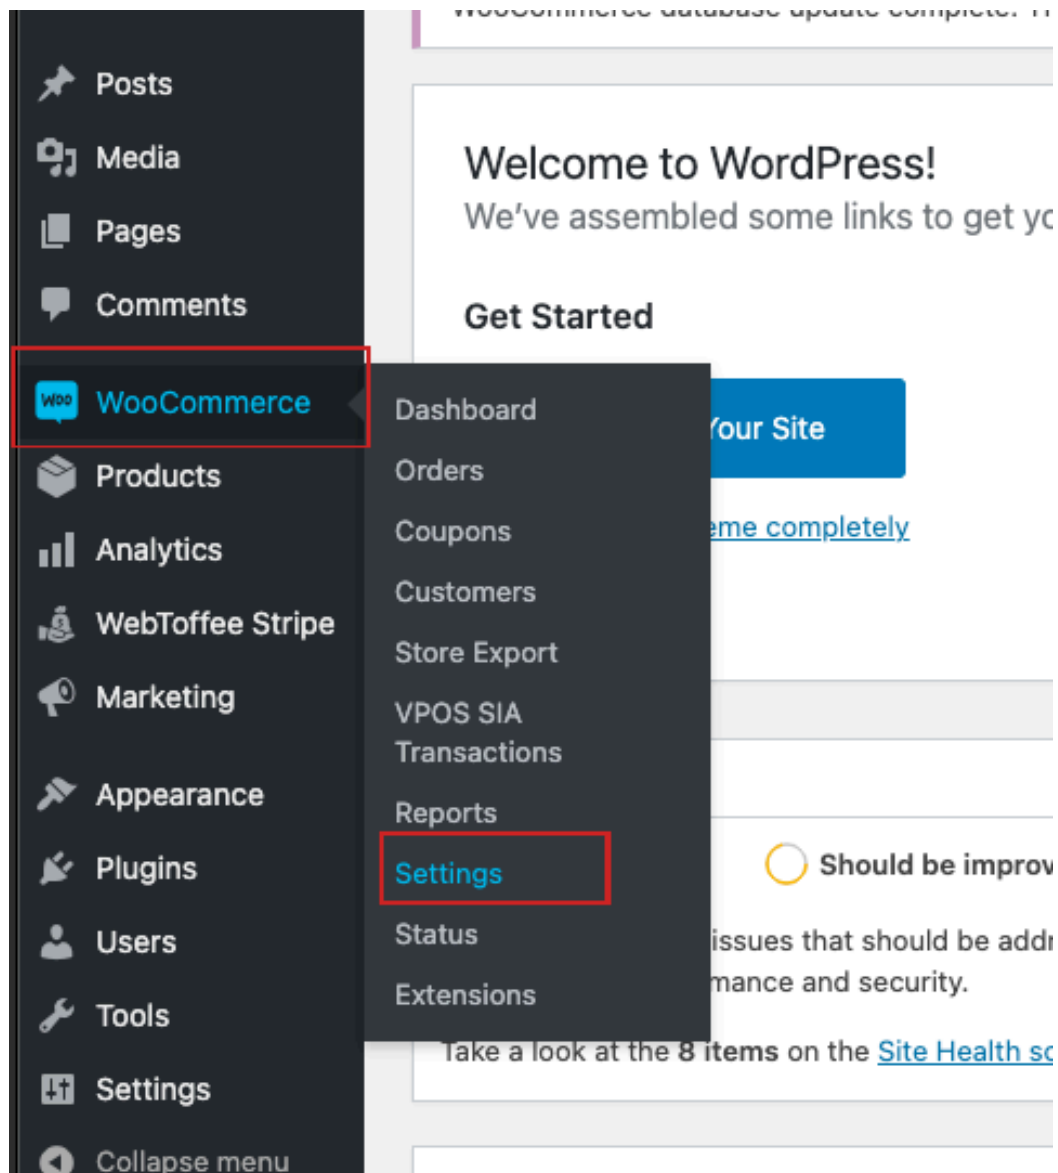 WooCommerce database update complete. T
Posts
Media
Pages
Comments
Woo WooCommerce
Products
Analytics
WebToffee Stripe
Marketing
Appearance
Plugins
Users
Tools
Settings
Collapse menu
Dashboard
Orders
Coupons
Customers
Store Export
VPOS SIA
Transactions
Reports
Settings
Status
Extensions
Welcome to WordPress!
We've assembled some links to get yo
Get Started
Your Site
eme completely
Should be improv
issues that should be addr
mance and security.
Take a look at the 8 items on the Site Health sc